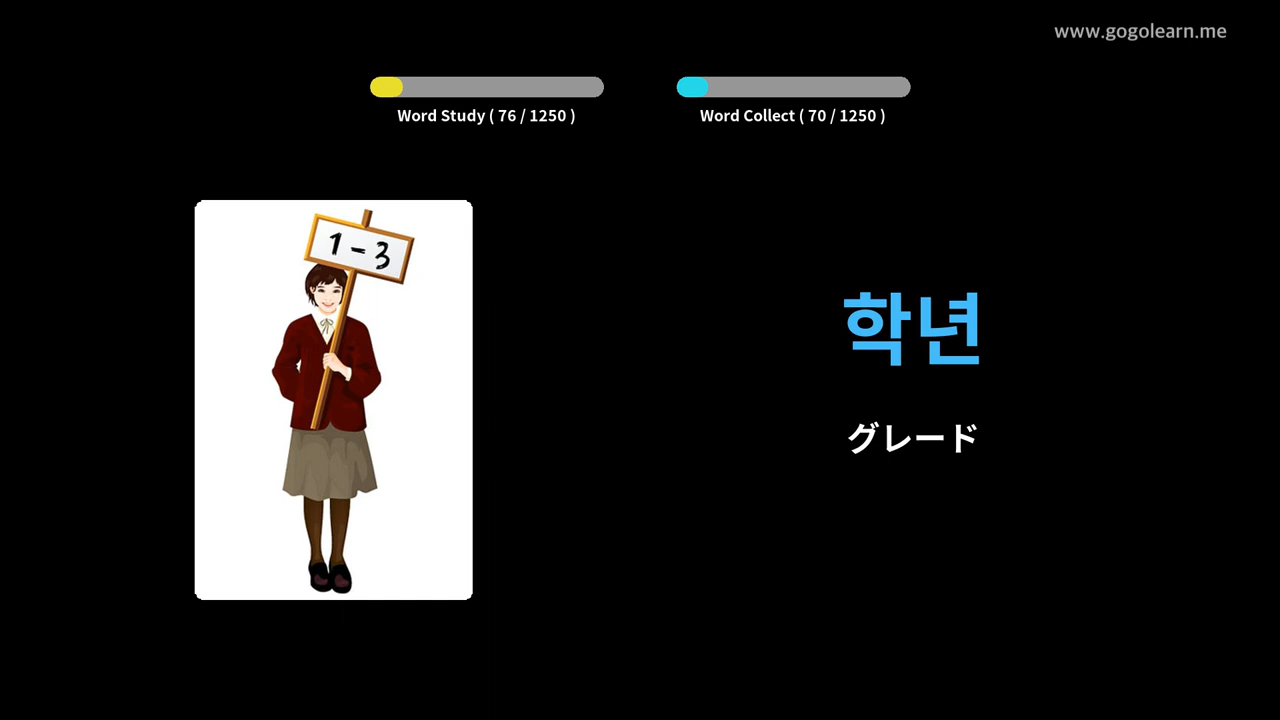 www.gogolearn.me
Word Study ( 76 / 1250 )
Word Collect ( 70 / 1250 )
1 - 3
학년
グレード